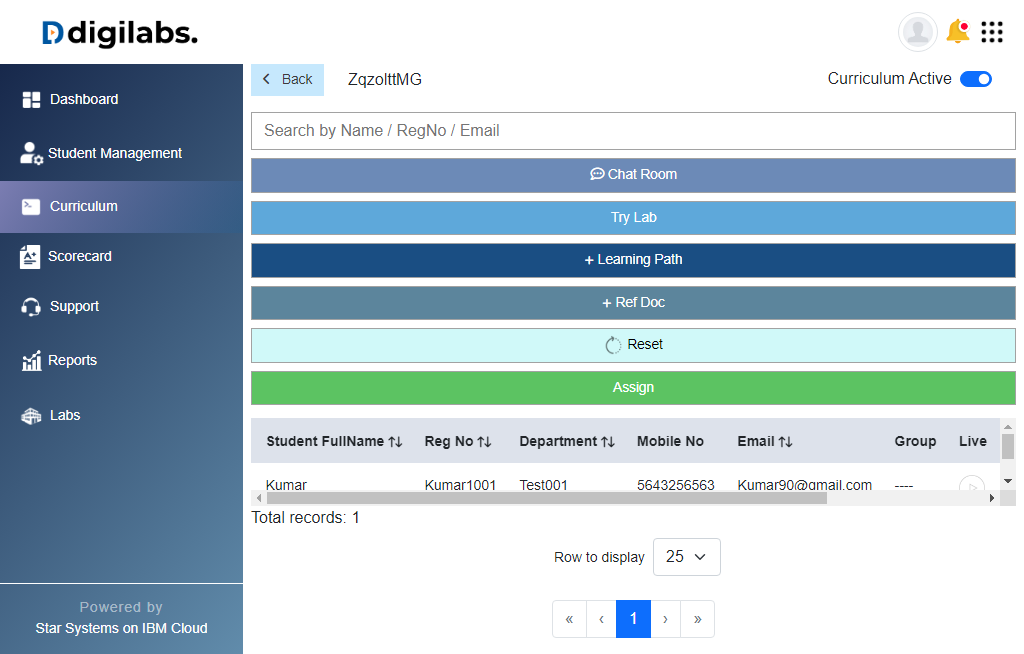 digilabs.
Dashboard
Student Management
Curriculum
Scorecard
Support
Reports
Labs
Powered by
Star Systems on IBM Cloud
Back
ZqzolttMG
Curriculum Active
Search by Name / RegNo / Email
Chat Room
Try Lab
+ Learning Path
+ Ref Doc
Reset
Assign
Student FullName Reg No Department Mobile No Email Group Live
Kumar Kumar1001 Test001 5643256563 Kumar90@gmail.com ----
Total records: 1
Row to display 25
« ‹ 1 › »